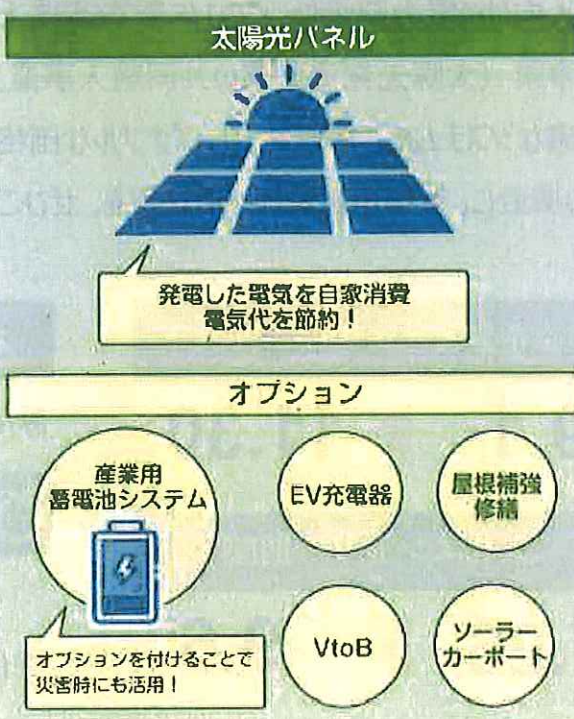 太陽光パネル
発電した電気を自家消費
電気代を節約！
オプション
産業用
蓄電池システム
EV充電器
屋根補強
修繕
オプションを付けることで
災害時にも活用！
VtoB
ソーラー
カーポート